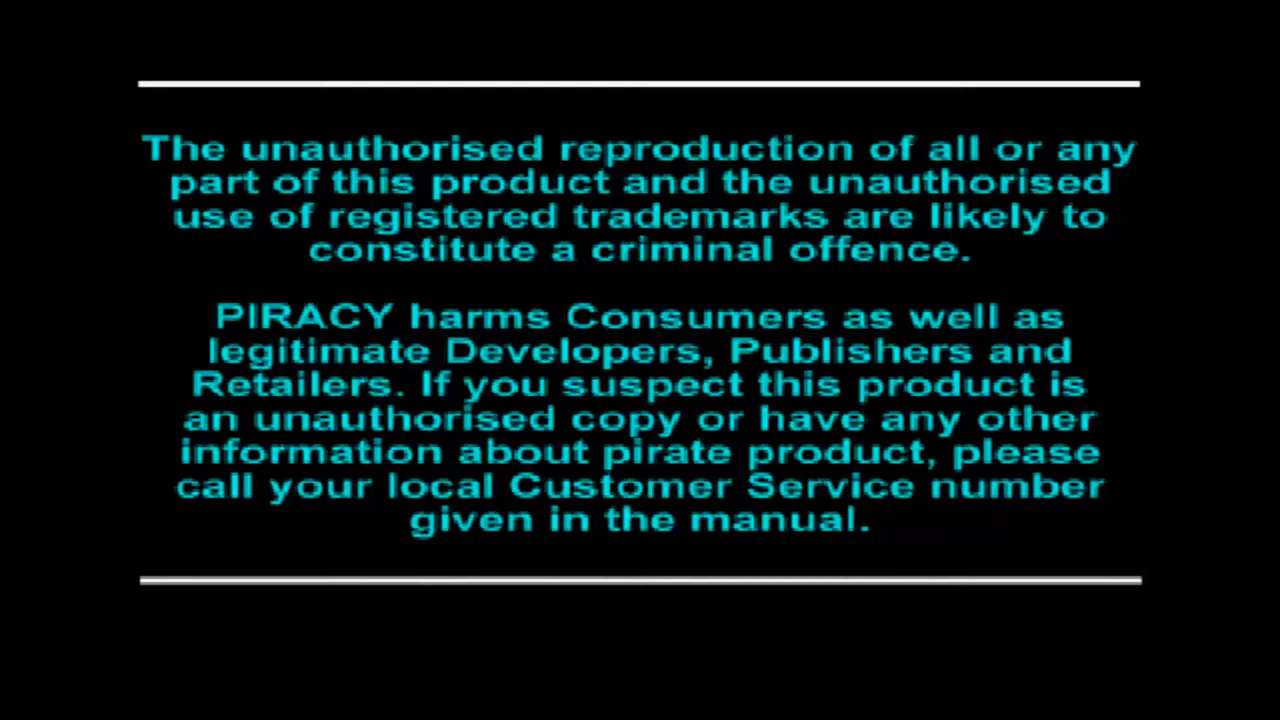 The unauthorised reproduction of all or any
part of this product and the unauthorised
use of registered trademarks are likely to
constitute a criminal offence.
PIRACY harms Consumers as well as
legitimate Developers, Publishers and
Retailers. If you suspect this product is
an unauthorised copy or have any other
information about pirate product, please
call your local Customer Service number
given in the manual.